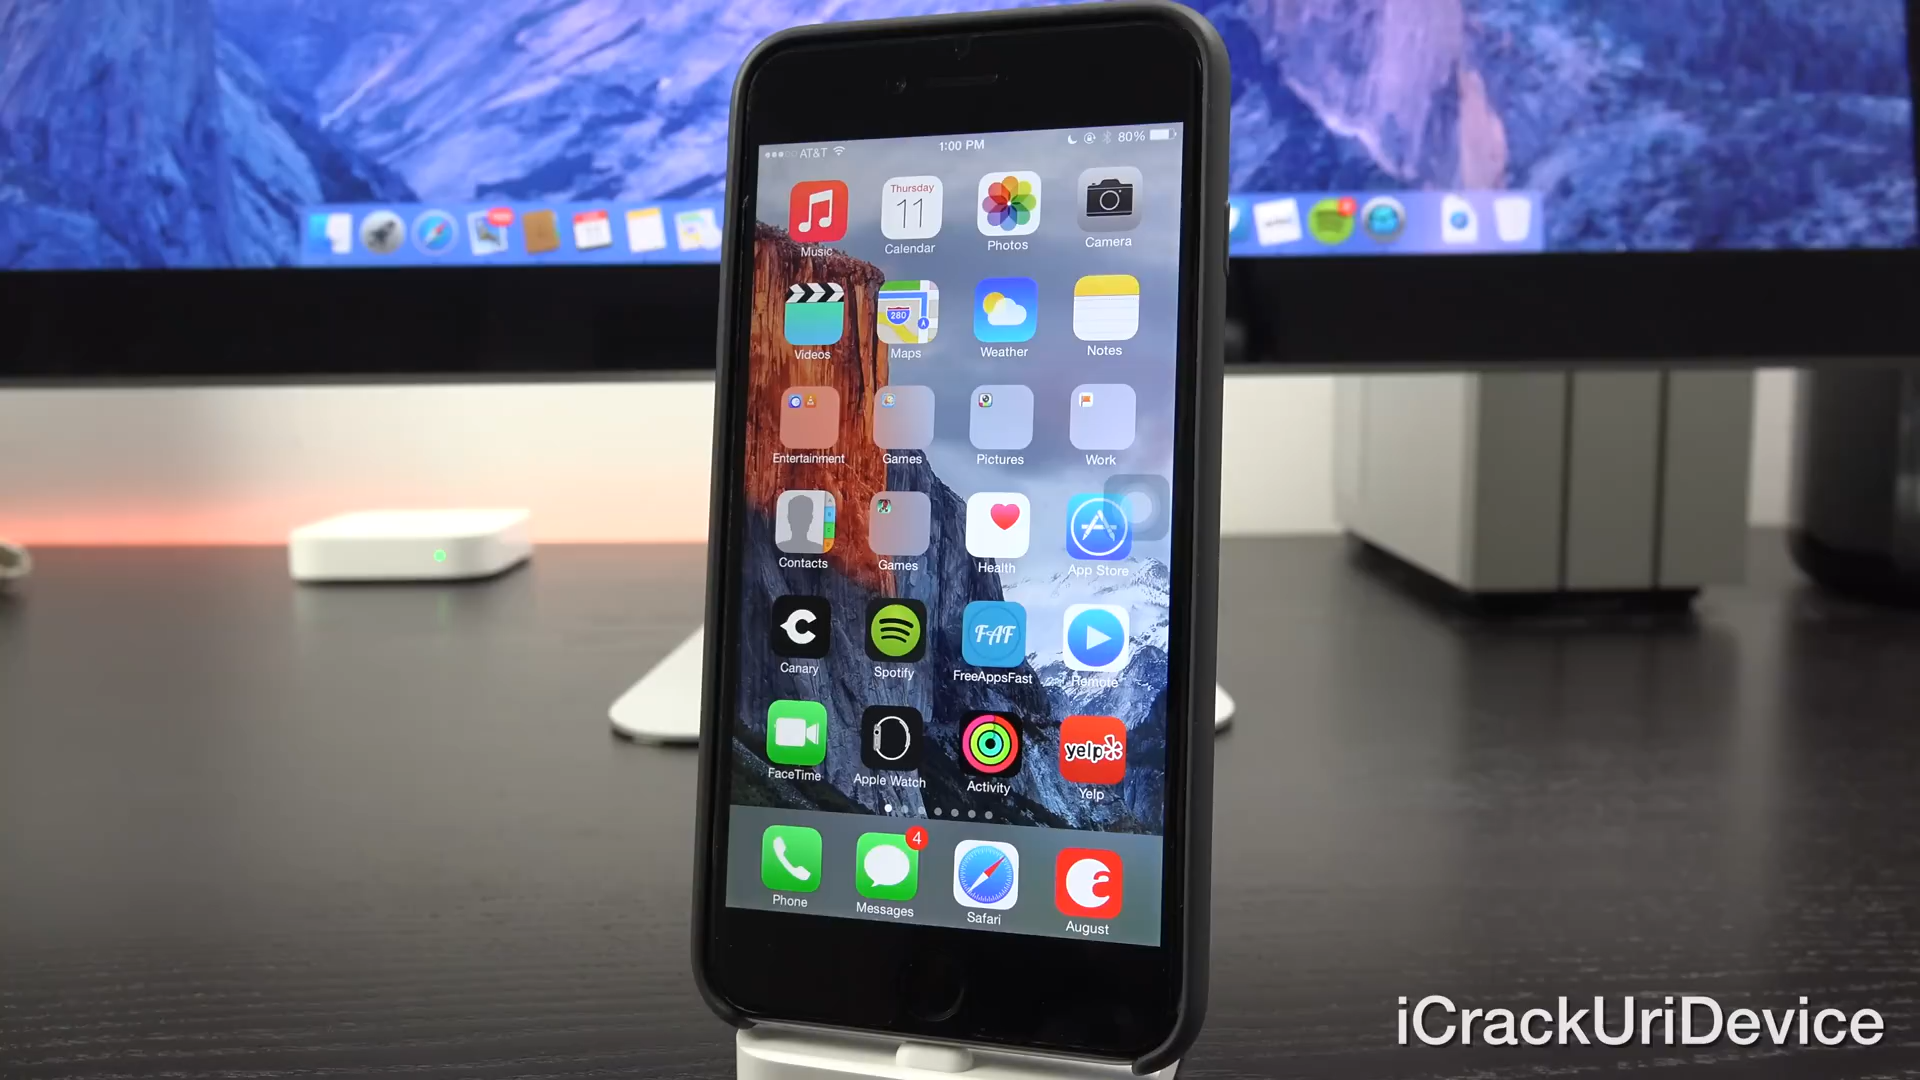 AT&T 1:00 PM 80%
Thursday
11
Music Calendar Photos Camera
280
Videos Maps Weather Notes
Entertainment Games Pictures Work
Contacts Games Health App Store
FAF
Canary Spotify FreeAppsFast Remote
yelp
FaceTime Apple Watch Activity Yelp
4
Phone Messages Safari August
iCrackUriDevice